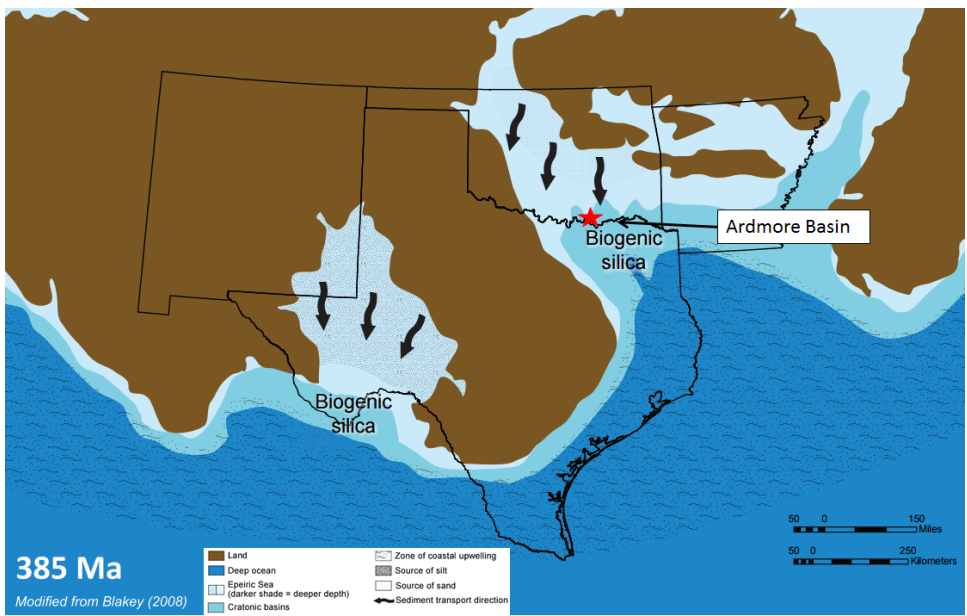 Ardmore Basin
Biogenic
silica
Biogenic
silica
50 0 150
Miles
50 0 250
Kilometers
385 Ma
Modified from Blakey (2008)
Land
Deep ocean
Epeiric Sea
(darker shade = deeper depth)
Cratonic basins
Zone of coastal upwelling
Source of silt
Source of sand
Sediment transport direction